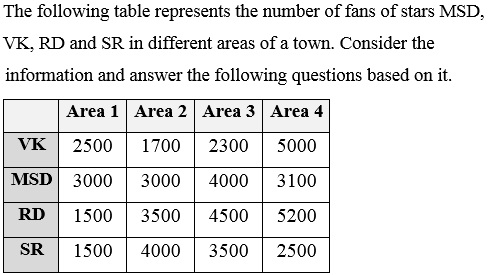 The following table represents the number of fans of stars MSD,
VK, RD and SR in different areas of a town. Consider the
information and answer the following questions based on it.
Area 1 Area 2 Area 3 Area 4
VK 2500 1700 2300 5000
MSD 3000 3000 4000 3100
RD 1500 3500 4500 5200
SR 1500 4000 3500 2500